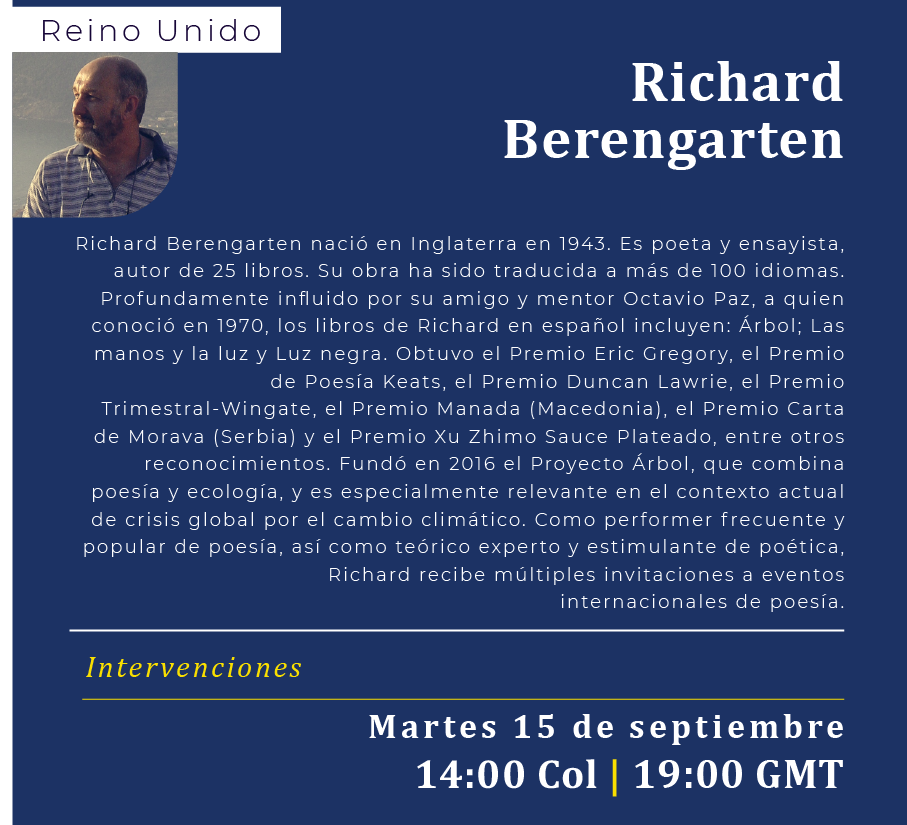 Reino Unido
Richard
Berengarten
Richard Berengarten nació en Inglaterra en 1943. Es poeta y ensayista,
autor de 25 libros. Su obra ha sido traducida a más de 100 idiomas.
Profundamente influido por su amigo y mentor Octavio Paz, a quien
conoció en 1970, los libros de Richard en español incluyen: Árbol; Las
manos y la luz y Luz negra. Obtuvo el Premio Eric Gregory, el Premio
de Poesía Keats, el Premio Duncan Lawrie, el Premio
Trimestral-Wingate, el Premio Manada (Macedonia), el Premio Carta
de Morava (Serbia) y el Premio Xu Zhimo Sauce Plateado, entre otros
reconocimientos. Fundó en 2016 el Proyecto Árbol, que combina
poesía y ecología, y es especialmente relevante en el contexto actual
de crisis global por el cambio climático. Como performer frecuente y
popular de poesía, así como teórico experto y estimulante de poética,
Richard recibe múltiples invitaciones a eventos
internacionales de poesía.
Intervenciones
Martes 15 de septiembre
14:00 Col | 19:00 GMT